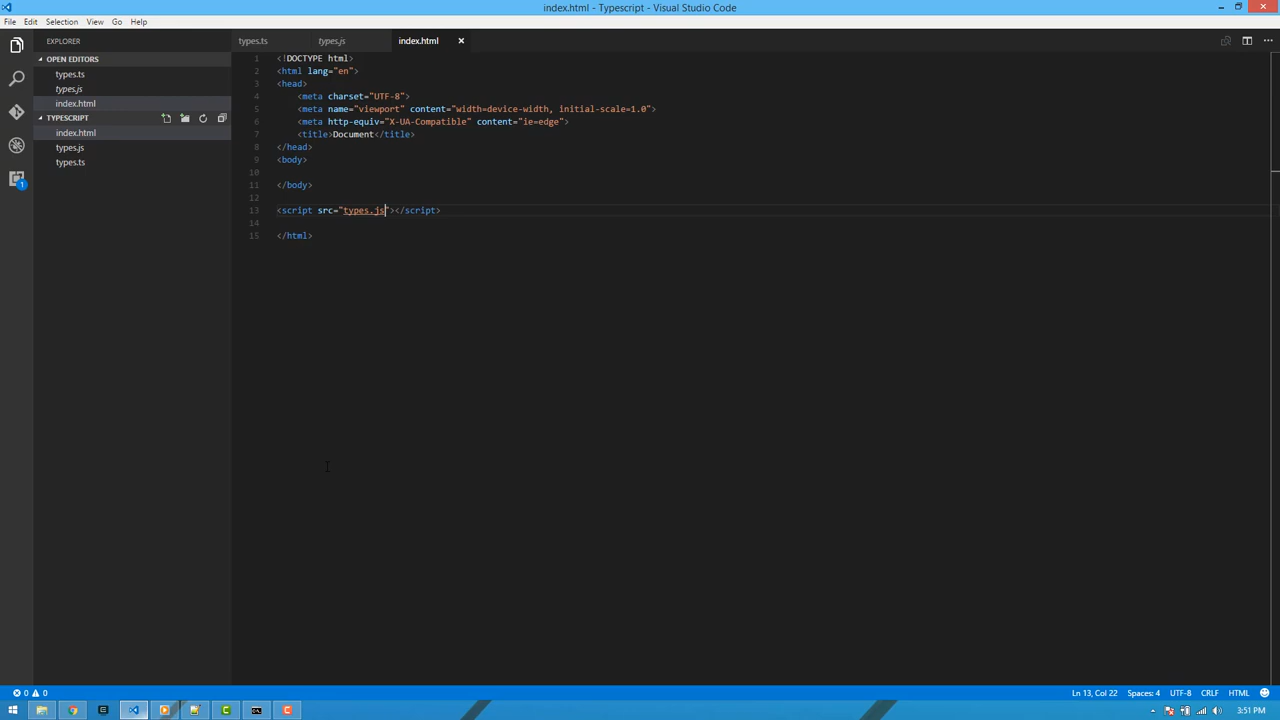 index.html - Typescript - Visual Studio Code
File Edit Selection View Go Help
EXPLORER
OPEN EDITORS
types.ts
types.js
index.html
TYPESCRIPT
index.html
types.js
types.ts
1
types.ts types.js index.html
1 <!DOCTYPE html>
2 <html lang="en">
3 <head>
4 <meta charset="UTF-8">
5 <meta name="viewport" content="width=device-width, initial-scale=1.0">
6 <meta http-equiv="X-UA-Compatible" content="ie=edge">
7 <title>Document</title>
8 </head>
9 <body>
10
11 </body>
12
13 <script src="types.js"></script>
14
15 </html>
0 0 Ln 13, Col 22 Spaces: 4 UTF-8 CRLF HTML
3:51 PM